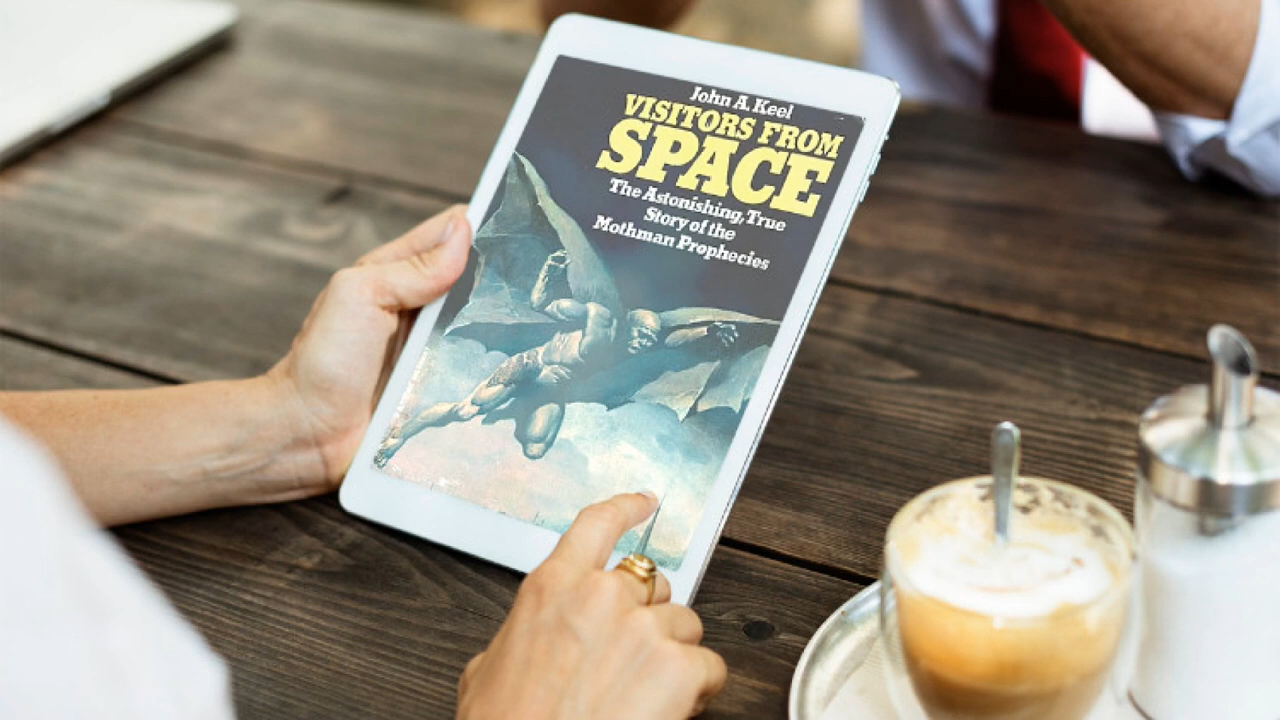 John A. Keel
VISITORS FROM
SPACE
The Astonishing, True
Story of the
Mothman Prophecies